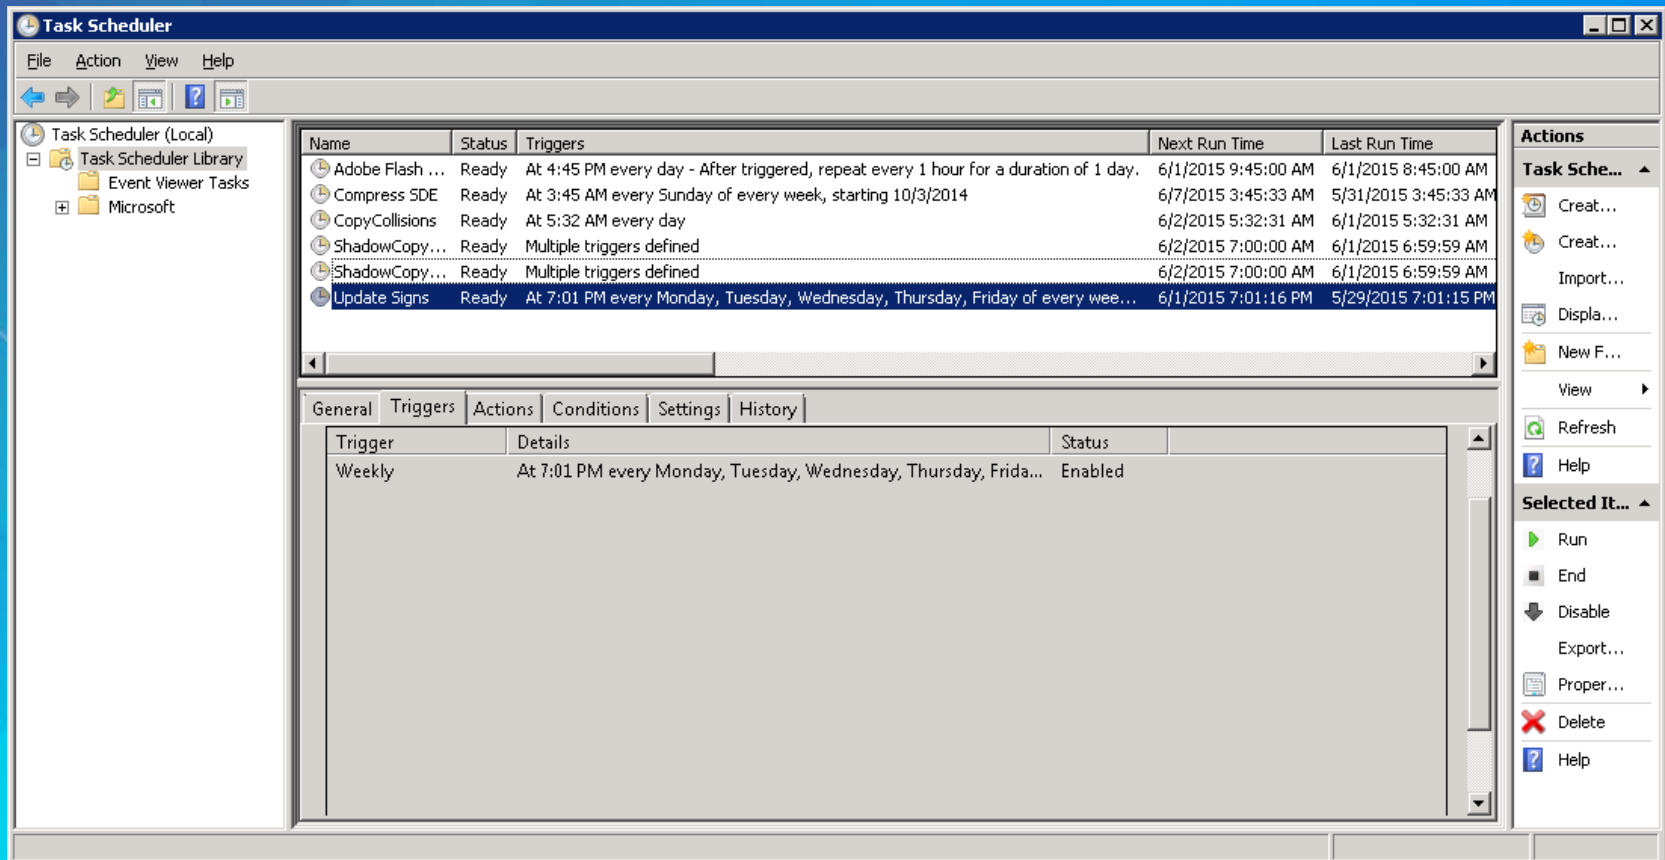 Task Scheduler
File Action View Help
Task Scheduler (Local)
Task Scheduler Library
Event Viewer Tasks
Microsoft
Name Status Triggers Next Run Time Last Run Time
Adobe Flash ... Ready At 4:45 PM every day - After triggered, repeat every 1 hour for a duration of 1 day. 6/1/2015 9:45:00 AM 6/1/2015 8:45:00 AM
Compress SDE Ready At 3:45 AM every Sunday of every week, starting 10/3/2014 6/7/2015 3:45:33 AM 5/31/2015 3:45:33 AM
CopyCollisions Ready At 5:32 AM every day 6/2/2015 5:32:31 AM 6/1/2015 5:32:31 AM
ShadowCopy... Ready Multiple triggers defined 6/2/2015 7:00:00 AM 6/1/2015 6:59:59 AM
ShadowCopy... Ready Multiple triggers defined 6/2/2015 7:00:00 AM 6/1/2015 6:59:59 AM
Update Signs Ready At 7:01 PM every Monday, Tuesday, Wednesday, Thursday, Friday of every wee... 6/1/2015 7:01:16 PM 5/29/2015 7:01:15 PM
General Triggers Actions Conditions Settings History
Trigger Details Status
Weekly At 7:01 PM every Monday, Tuesday, Wednesday, Thursday, Frida... Enabled
Actions
Task Sche...
Creat...
Creat...
Import...
Displa...
New F...
View
Refresh
Help
Selected It...
Run
End
Disable
Export...
Proper...
Delete
Help